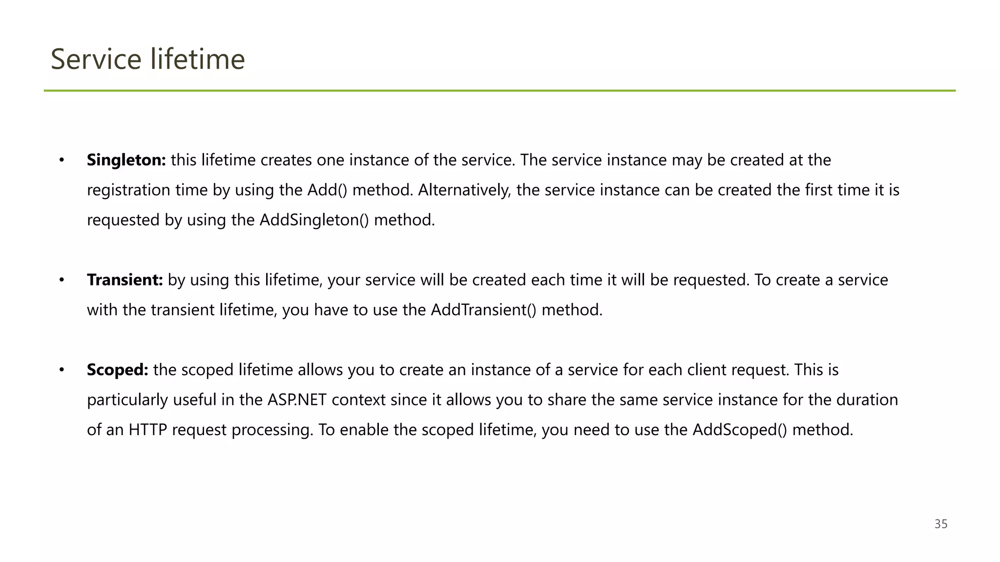 Service lifetime
• Singleton: this lifetime creates one instance of the service. The service instance may be created at the
registration time by using the Add() method. Alternatively, the service instance can be created the first time it is
requested by using the AddSingleton() method.
• Transient: by using this lifetime, your service will be created each time it will be requested. To create a service
with the transient lifetime, you have to use the AddTransient() method.
• Scoped: the scoped lifetime allows you to create an instance of a service for each client request. This is
particularly useful in the ASP.NET context since it allows you to share the same service instance for the duration
of an HTTP request processing. To enable the scoped lifetime, you need to use the AddScoped() method.
35